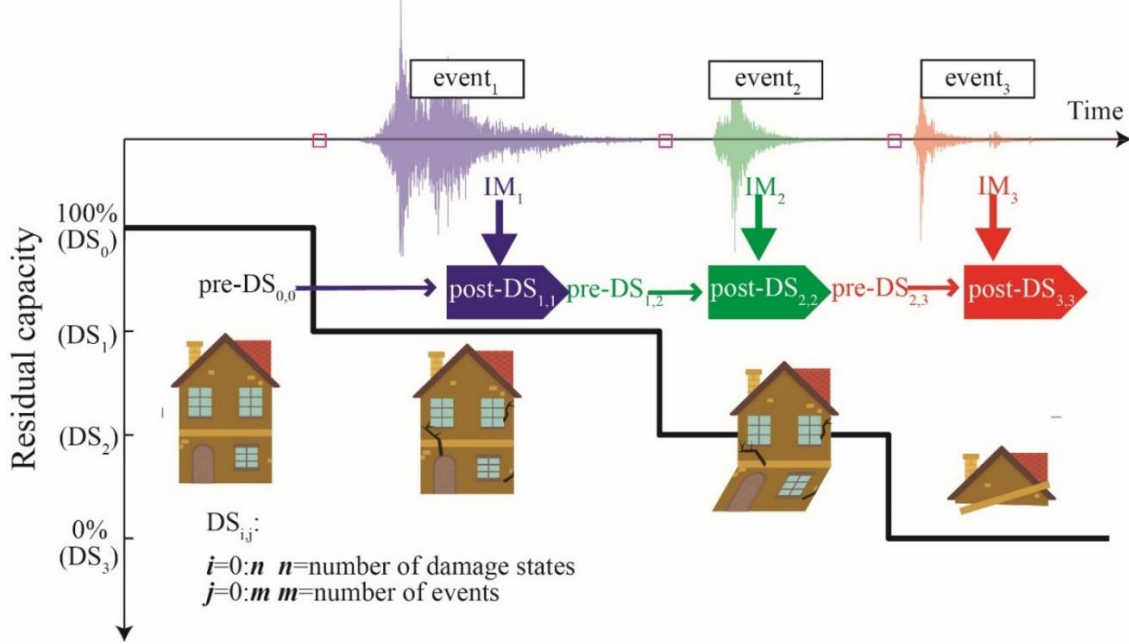 event₁
event₂
event₃
Time
IM₁
IM₂
IM₃
Residual capacity
100%
(DS₀)
pre-DS₀,₀
post-DS₁,₁
pre-DS₁,₂
post-DS₂,₂
pre-DS₂,₃
post-DS₃,₃
(DS₁)
(DS₂)
0%
(DS₃)
DSi,j:
i=0:n n=number of damage states
j=0:m m=number of events